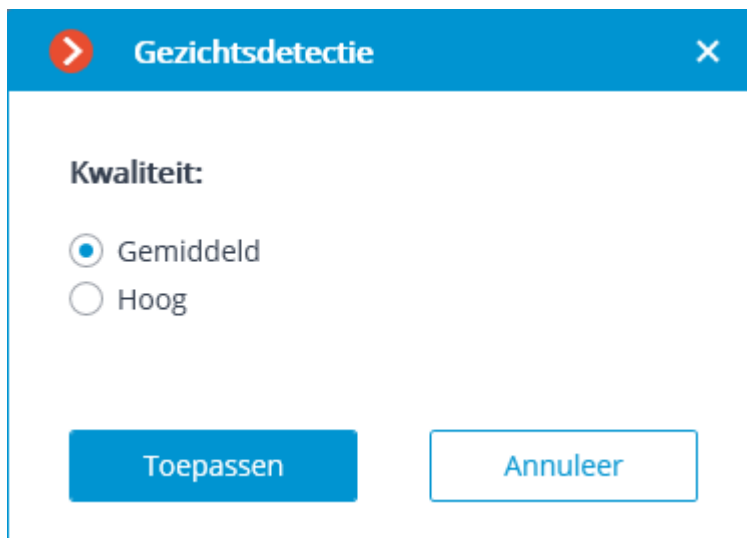 Gezichtsdetectie
Kwaliteit:
Gemiddeld
Hoog
Toepassen Annuleer